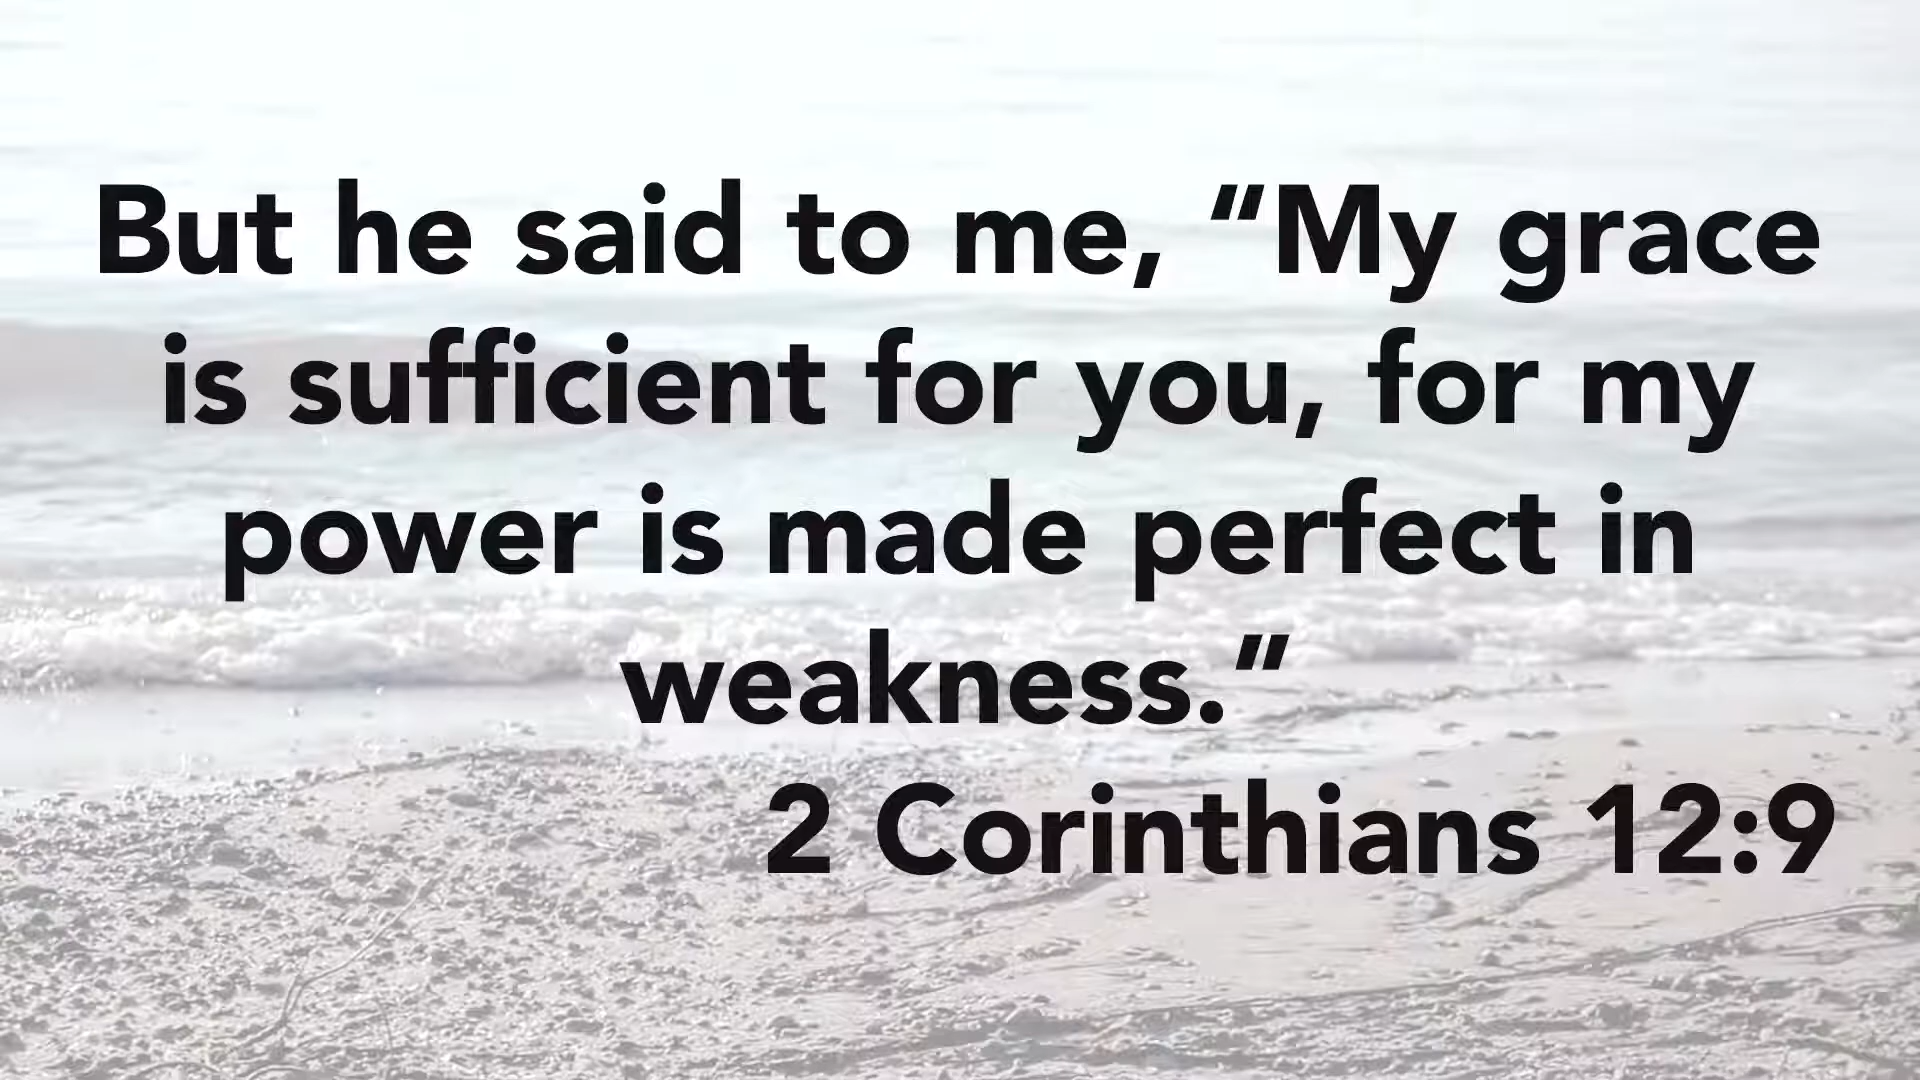 But he said to me, “My grace
is sufficient for you, for my
power is made perfect in
weakness.”
2 Corinthians 12:9